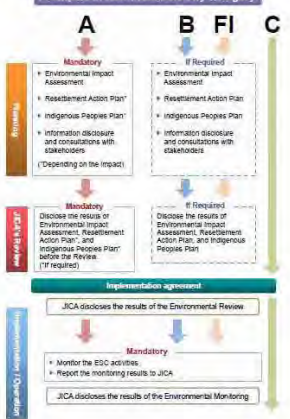 A B FI C
Mandatory
Environmental Impact
Assessment
Resettlement Action Plan*
Indigenous Peoples Plan*
Information disclosure
and consultations with
stakeholders
(*Depending on the impact)
If Required
Environmental Impact
Assessment
Resettlement Action Plan
Indigenous Peoples Plan
Information disclosure
and consultations with
stakeholders
Planning
Mandatory
Disclose the results of
Environmental Impact
Assessment, Resettlement
Action Plan*, and
Indigenous Peoples Plan*
before the Review
(*If required)
If Required
Disclose the results of
Environmental Impact
Assessment, Resettlement
Action Plan, and Indigenous
Peoples Plan
JICA's Review
Implementation agreement
JICA discloses the results of the Environmental Review
Mandatory
Monitor the ESC activities
Report the monitoring results to JICA
JICA discloses the results of the Environmental Monitoring
Implementation / Operation